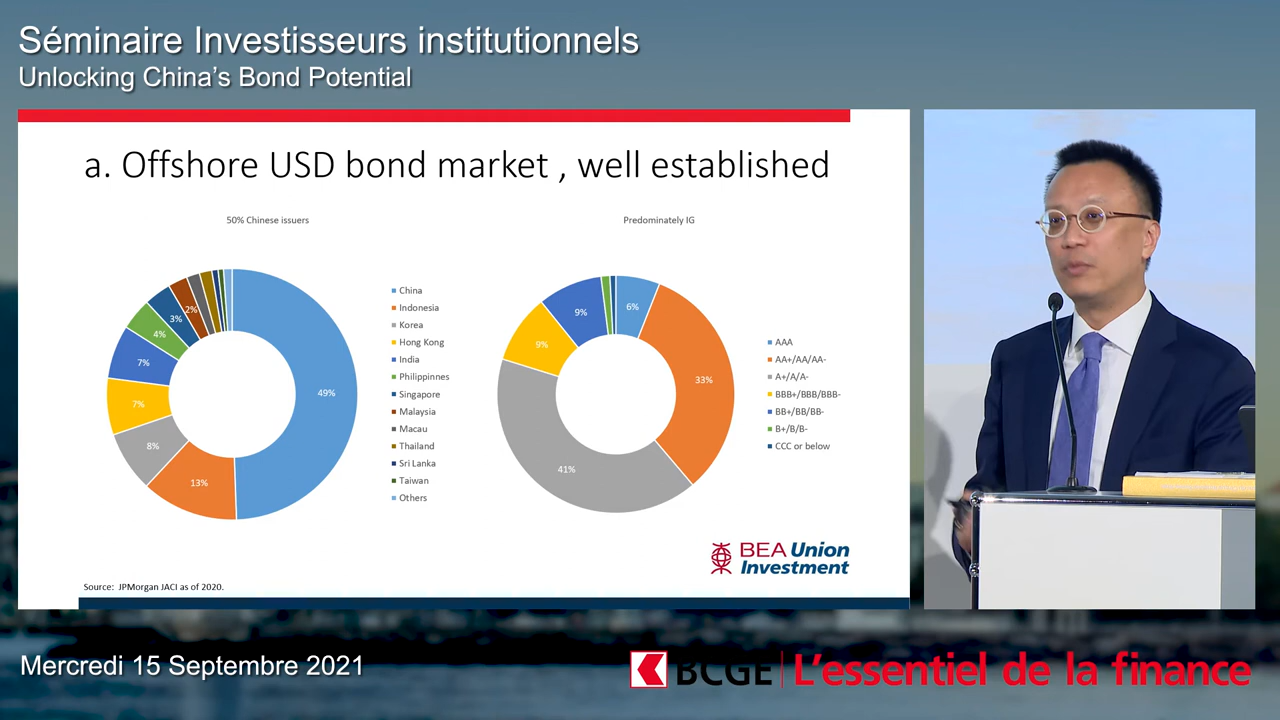 Séminaire Investisseurs institutionnels
Unlocking China's Bond Potential
a. Offshore USD bond market , well established
50% Chinese issuers
49%
13%
8%
7%
7%
4%
3%
2%
China
Indonesia
Korea
Hong Kong
India
Philippinnes
Singapore
Malaysia
Macau
Thailand
Sri Lanka
Taiwan
Others
Predominately IG
6%
33%
41%
9%
9%
AAA
AA+/AA/AA-
A+/A/A-
BBB+/BBB/BBB-
BB+/BB/BB-
B+/B/B-
CCC or below
BEA Union
Investment
Source: JPMorgan JACI as of 2020.
Mercredi 15 Septembre 2021
BCGE L'essentiel de la finance